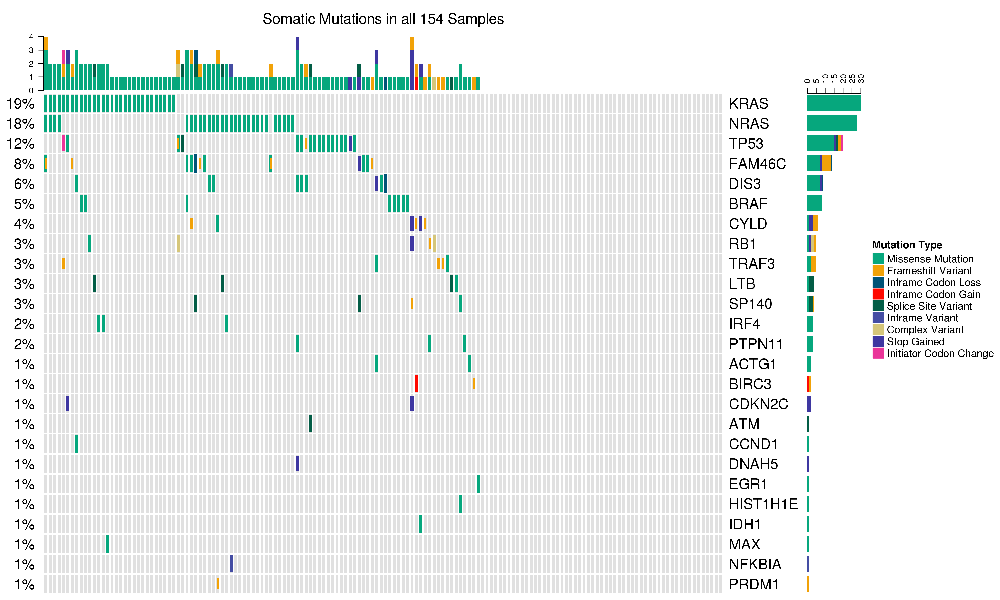 Somatic Mutations in all 154 Samples
4
3
2
1
0
0 5 10 15 20 25 30
19% KRAS
18% NRAS
12% TP53
8% FAM46C
6% DIS3
5% BRAF
4% CYLD
3% RB1
3% TRAF3
3% LTB
3% SP140
2% IRF4
2% PTPN11
1% ACTG1
1% BIRC3
1% CDKN2C
1% ATM
1% CCND1
1% DNAH5
1% EGR1
1% HIST1H1E
1% IDH1
1% MAX
1% NFKBIA
1% PRDM1
Mutation Type
Missense Mutation
Frameshift Variant
Inframe Codon Loss
Inframe Codon Gain
Splice Site Variant
Inframe Variant
Complex Variant
Stop Gained
Initiator Codon Change